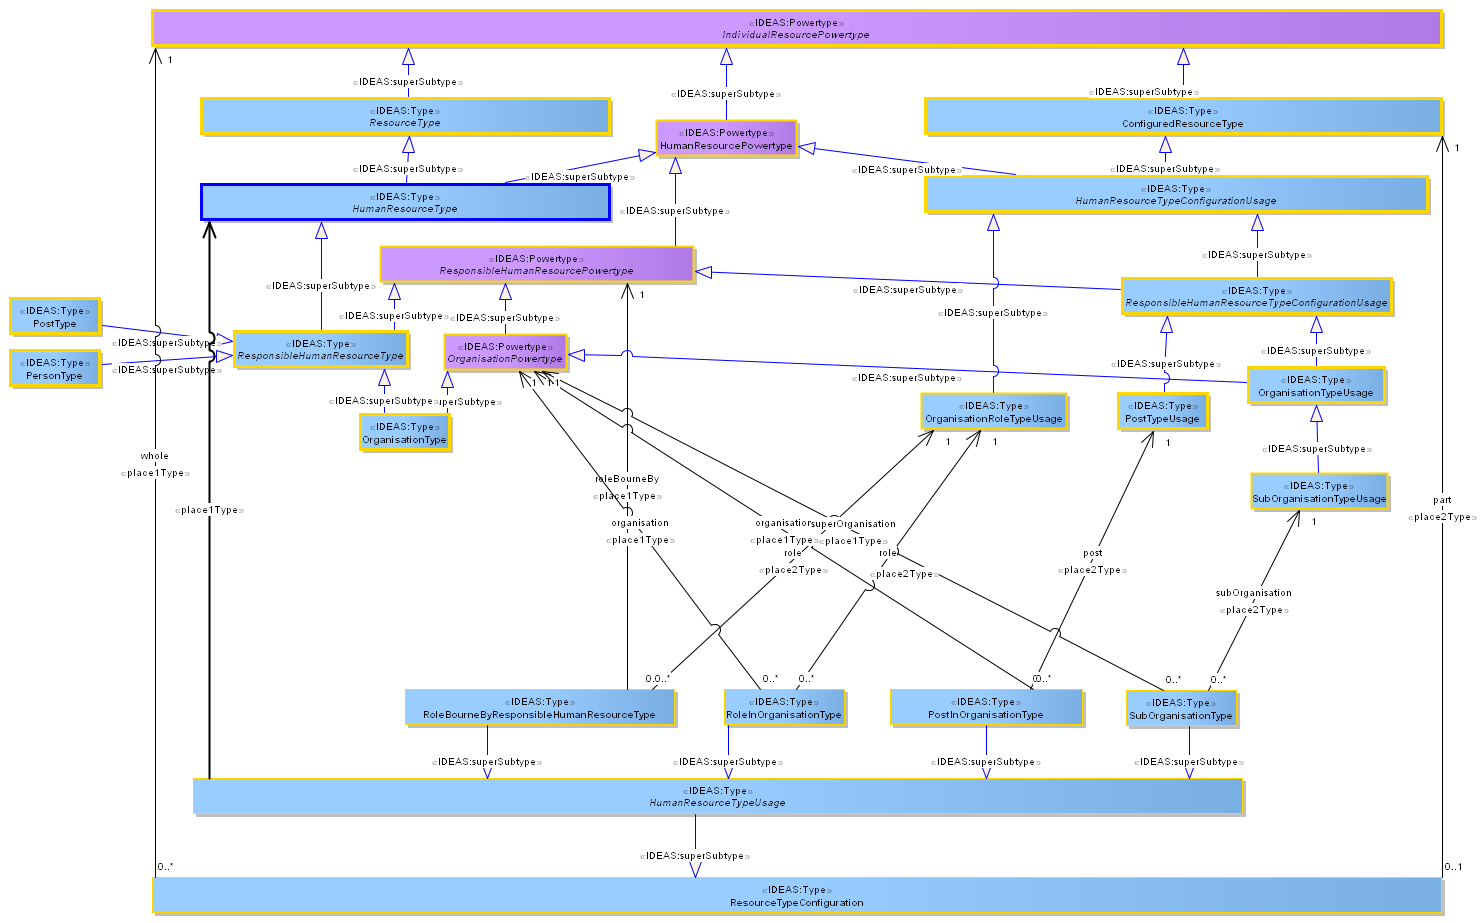 «IDEAS:Powertype»
IndividualResourcePowertype
1
«IDEAS:superSubtype»
«IDEAS:superSubtype»
«IDEAS:superSubtype»
«IDEAS:Type»
ResourceType
«IDEAS:Type»
ConfiguredResourceType
«IDEAS:Powertype»
HumanResourcePowertype
1
«IDEAS:superSubtype»
«IDEAS:superSubtype»
«IDEAS:superSubtype»
«IDEAS:superSubtype»
«IDEAS:Type»
HumanResourceType
«IDEAS:Type»
HumanResourceTypeConfigurationUsage
«IDEAS:superSubtype»
«IDEAS:superSubtype»
«IDEAS:Powertype»
ResponsibleHumanResourcePowertype
«IDEAS:superSubtype»
«IDEAS:superSubtype»
1
«IDEAS:Type»
ResponsibleHumanResourceTypeConfigurationUsage
«IDEAS:Type»
PostType
«IDEAS:superSubtype»
«IDEAS:superSubtype»
«IDEAS:superSubtype»
«IDEAS:superSubtype»
«IDEAS:Type»
ResponsibleHumanResourceType
«IDEAS:Powertype»
OrganisationPowertype
«IDEAS:superSubtype»
«IDEAS:Type»
PersonType
«IDEAS:superSubtype»
«IDEAS:superSubtype»
«IDEAS:superSubtype»
1
1
1
«IDEAS:Type»
OrganisationTypeUsage
«IDEAS:superSubtype»
perSubtype»
«IDEAS:Type»
OrganisationRoleTypeUsage
«IDEAS:Type»
PostTypeUsage
«IDEAS:Type»
OrganisationType
1
1
1
«IDEAS:superSubtype»
whole
«place1Type»
roleBourneBy
«place1Type»
«IDEAS:Type»
SubOrganisationTypeUsage
part
«place2Type»
«place1Type»
organisation
«place1Type»
organisation
«place1Type»
superOrganisation
«place1Type»
1
role
«place2Type»
role
«place2Type»
post
«place2Type»
subOrganisation
«place2Type»
0..*
0..*
0..*
0..*
0..*
0..*
«IDEAS:Type»
RoleBourneByResponsibleHumanResourceType
«IDEAS:Type»
RoleInOrganisationType
«IDEAS:Type»
PostInOrganisationType
«IDEAS:Type»
SubOrganisationType
«IDEAS:superSubtype»
«IDEAS:superSubtype»
«IDEAS:superSubtype»
«IDEAS:superSubtype»
«IDEAS:Type»
HumanResourceTypeUsage
«IDEAS:superSubtype»
0..*
0..1
«IDEAS:Type»
ResourceTypeConfiguration